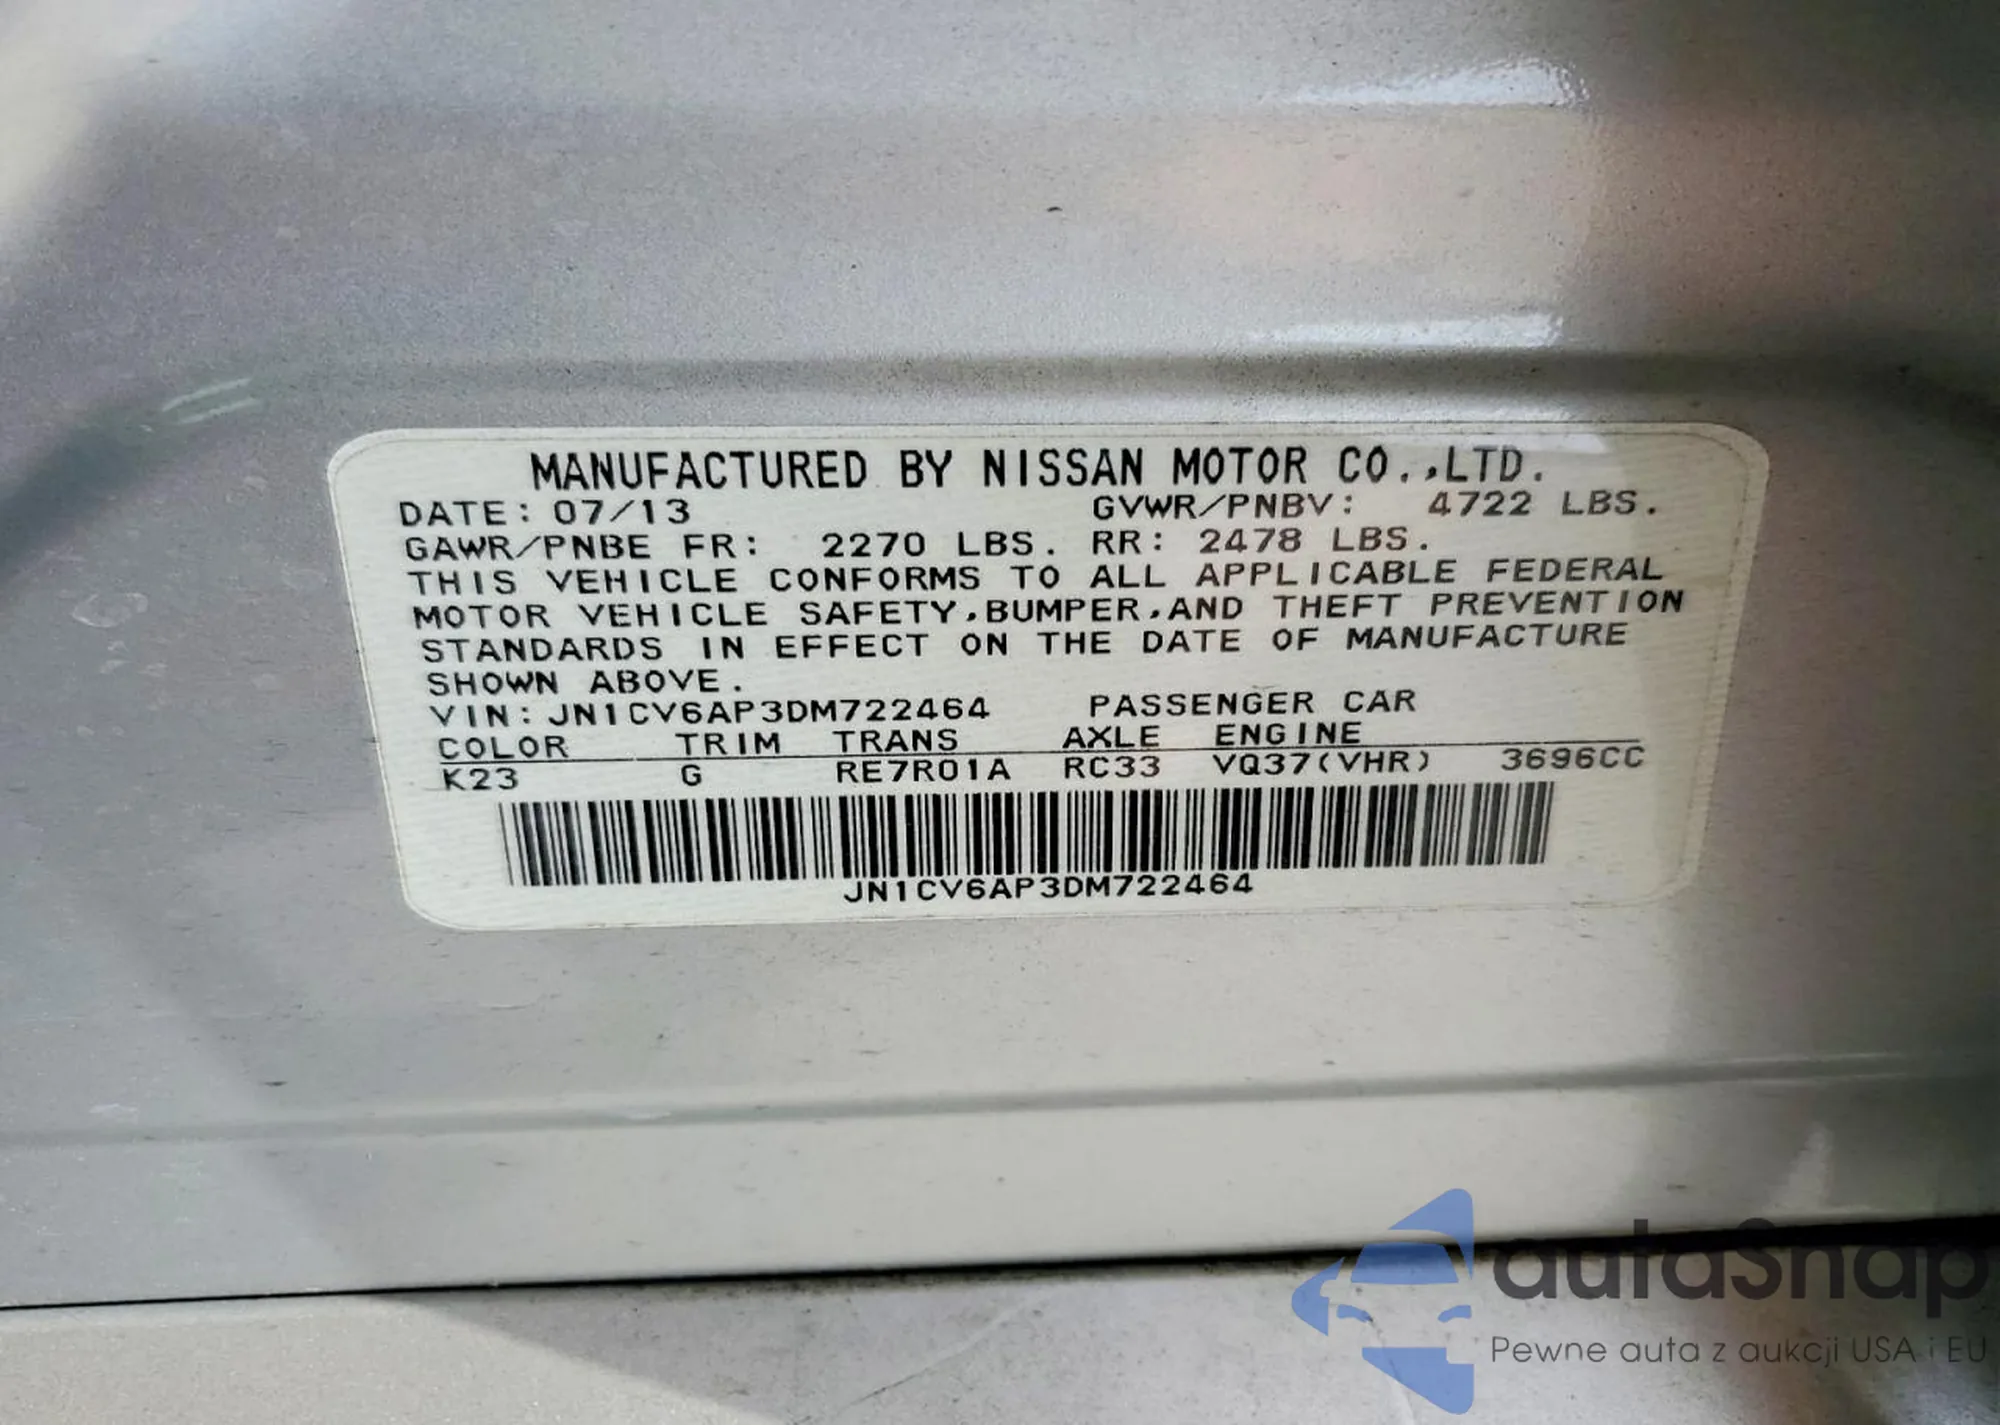 MANUFACTURED BY NISSAN MOTOR CO.,LTD.
DATE: 07/13 GVWR/PNBV: 4722 LBS.
GAWR/PNBE FR: 2270 LBS. RR: 2478 LBS.
THIS VEHICLE CONFORMS TO ALL APPLICABLE FEDERAL
MOTOR VEHICLE SAFETY,BUMPER,AND THEFT PREVENTION
STANDARDS IN EFFECT ON THE DATE OF MANUFACTURE
SHOWN ABOVE.
VIN: JN1CV6AP3DM722464 PASSENGER CAR
COLOR TRIM TRANS AXLE ENGINE
K23 G RE7R01A RC33 VQ37(VHR) 3696CC
JN1CV6AP3DM722464
autaSnap
Pewne auta z aukcji USA i EU